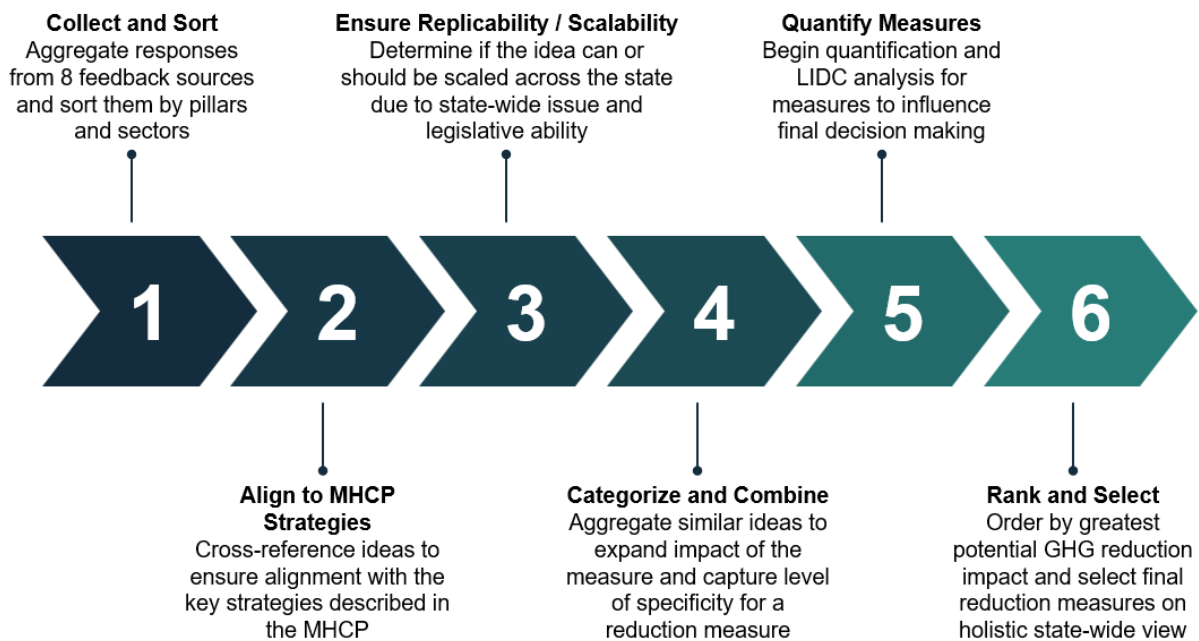 Collect and Sort
Aggregate responses
from 8 feedback sources
and sort them by pillars
and sectors
Ensure Replicability / Scalability
Determine if the idea can or
should be scaled across the state
due to state-wide issue and
legislative ability
Quantify Measures
Begin quantification and
LIDC analysis for
measures to influence
final decision making
1
2
3
4
5
6
Align to MHCP
Strategies
Cross-reference ideas to
ensure alignment with the
key strategies described in
the MHCP
Categorize and Combine
Aggregate similar ideas to
expand impact of the
measure and capture level
of specificity for a
reduction measure
Rank and Select
Order by greatest
potential GHG reduction
impact and select final
reduction measures on
holistic state-wide view